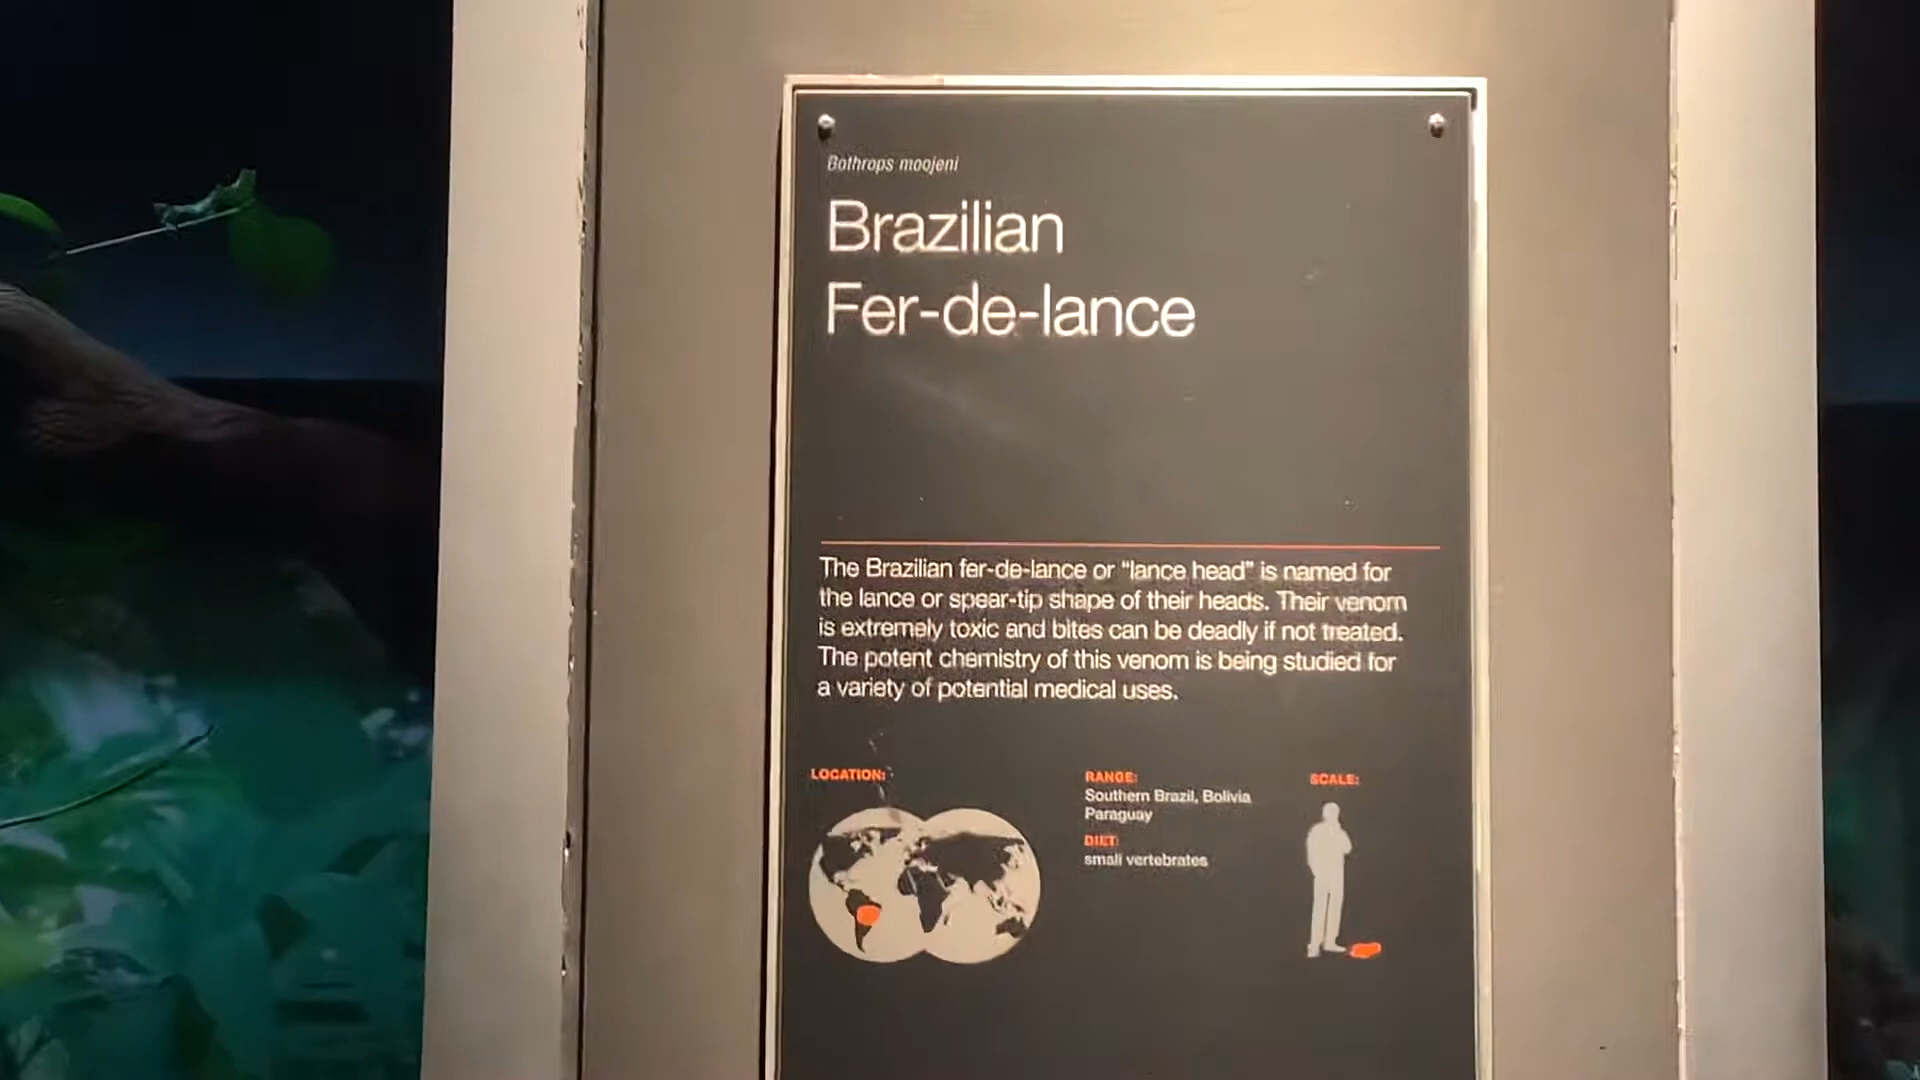 Bothrops moojeni
Brazilian
Fer-de-lance
The Brazilian fer-de-lance or “lance head” is named for
the lance or spear-tip shape of their heads. Their venom
is extremely toxic and bites can be deadly if not treated.
The potent chemistry of this venom is being studied for
a variety of potential medical uses.
LOCATION:
RANGE:
Southern Brazil, Bolivia
Paraguay
DIET:
small vertebrates
SCALE: